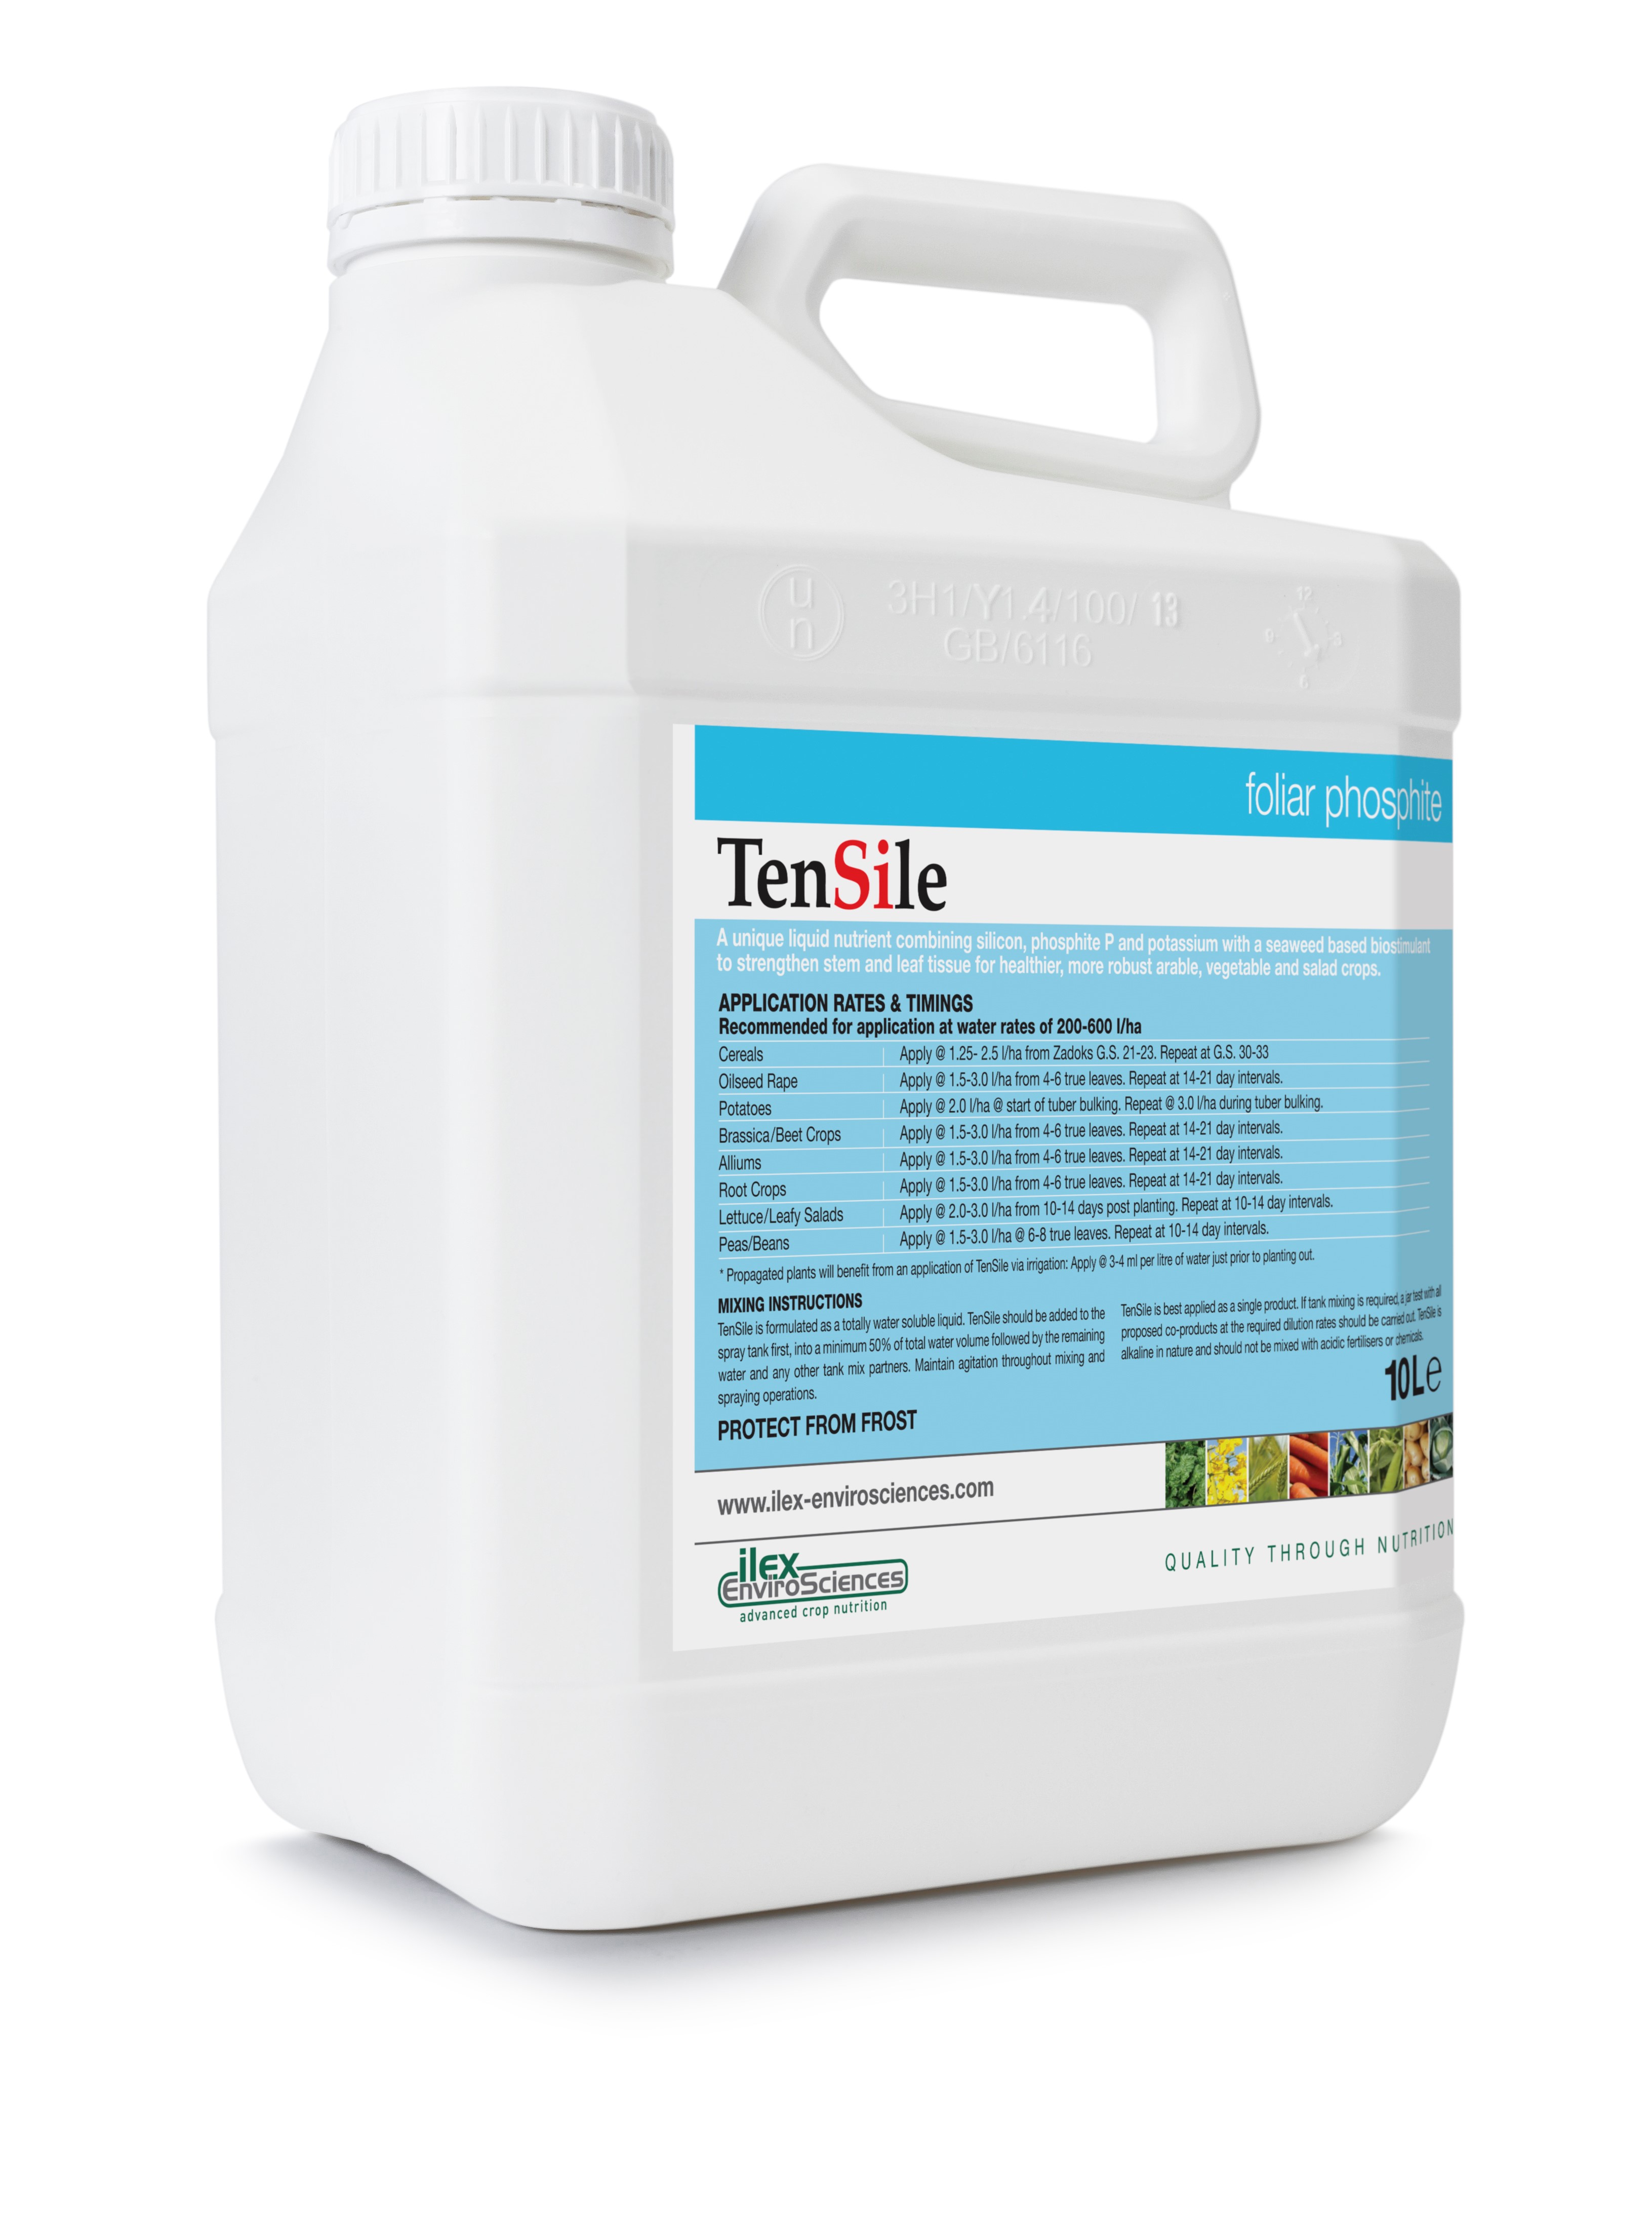 un
3H1/Y1.4/100/ 13
GB/6116
12
9 3
6
foliar phosphite
TenSile
A unique liquid nutrient combining silicon, phosphite P and potassium with a seaweed based biostimulant
to strengthen stem and leaf tissue for healthier, more robust arable, vegetable and salad crops.
APPLICATION RATES & TIMINGS
Recommended for application at water rates of 200-600 l/ha
Cereals Apply @ 1.25- 2.5 l/ha from Zadoks G.S. 21-23. Repeat at G.S. 30-33
Oilseed Rape Apply @ 1.5-3.0 l/ha from 4-6 true leaves. Repeat at 14-21 day intervals.
Potatoes Apply @ 2.0 l/ha @ start of tuber bulking. Repeat @ 3.0 l/ha during tuber bulking.
Brassica/Beet Crops Apply @ 1.5-3.0 l/ha from 4-6 true leaves. Repeat at 14-21 day intervals.
Alliums Apply @ 1.5-3.0 l/ha from 4-6 true leaves. Repeat at 14-21 day intervals.
Root Crops Apply @ 1.5-3.0 l/ha from 4-6 true leaves. Repeat at 14-21 day intervals.
Lettuce/Leafy Salads Apply @ 2.0-3.0 l/ha from 10-14 days post planting. Repeat at 10-14 day intervals.
Peas/Beans Apply @ 1.5-3.0 l/ha @ 6-8 true leaves. Repeat at 10-14 day intervals.
* Propagated plants will benefit from an application of TenSile via irrigation: Apply @ 3-4 ml per litre of water just prior to planting out.
MIXING INSTRUCTIONS
TenSile is formulated as a totally water soluble liquid. TenSile should be added to the
spray tank first, into a minimum 50% of total water volume followed by the remaining
water and any other tank mix partners. Maintain agitation throughout mixing and
spraying operations.
TenSile is best applied as a single product. If tank mixing is required, a jar test with all
proposed co-products at the required dilution rates should be carried out. TenSile is
alkaline in nature and should not be mixed with acidic fertilisers or chemicals.
10L℮
PROTECT FROM FROST
www.ilex-envirosciences.com
ilex
EnviroSciences
advanced crop nutrition
QUALITY THROUGH NUTRITION